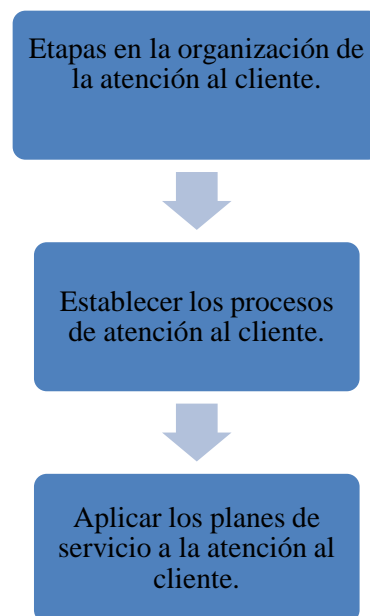 Etapas en la organización de
la atención al cliente.
Establecer los procesos
de atención al cliente.
Aplicar los planes de
servicio a la atención al
cliente.